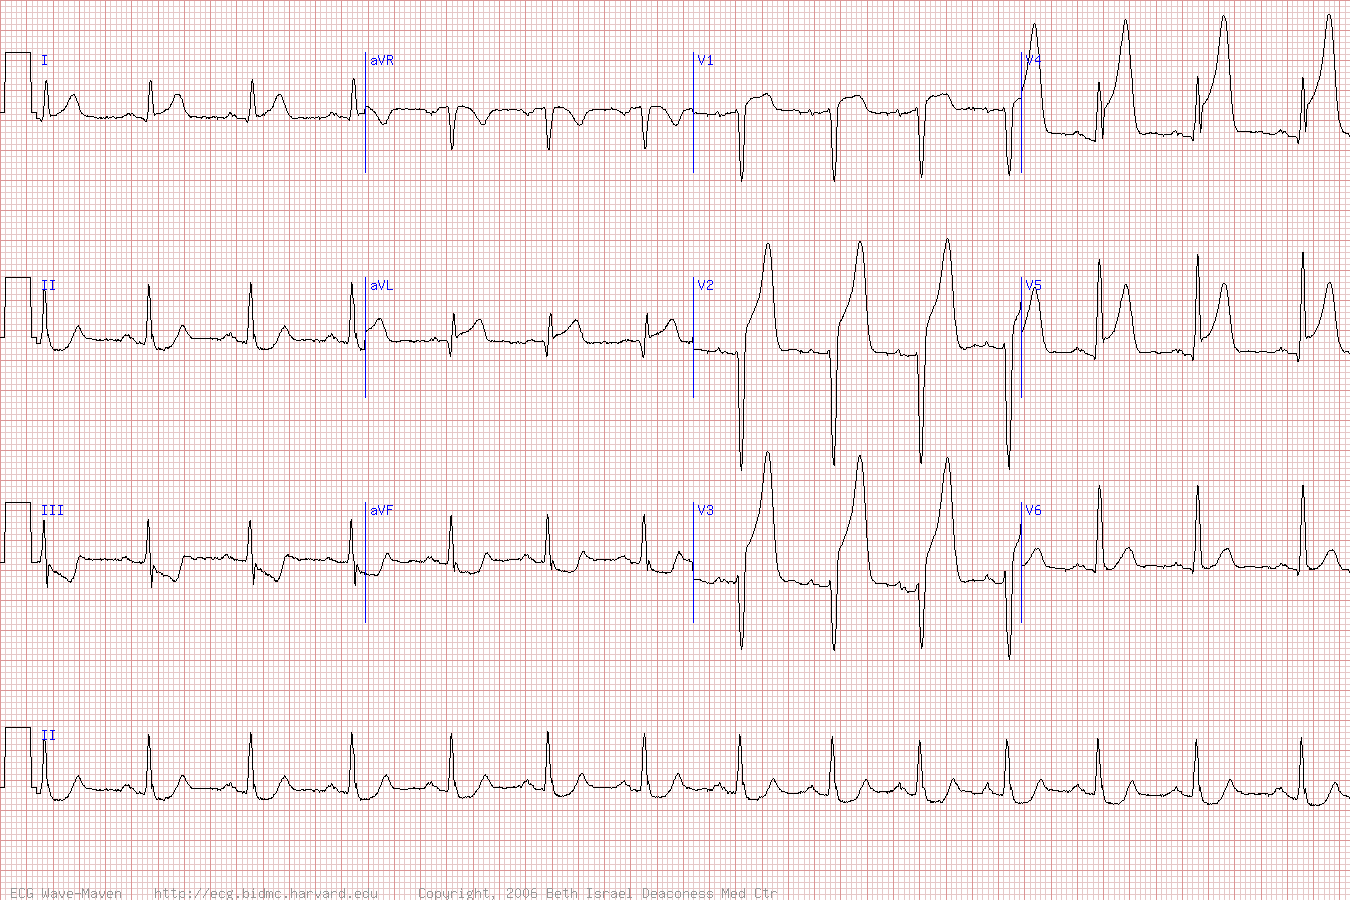 I aVR V1 V4
II aVL V2 V5
III aVF V3 V6
II
ECG Wave-Maven http://ecg.bidmc.harvard.edu Copyright, 2006 Beth Israel Deaconess Med Ctr